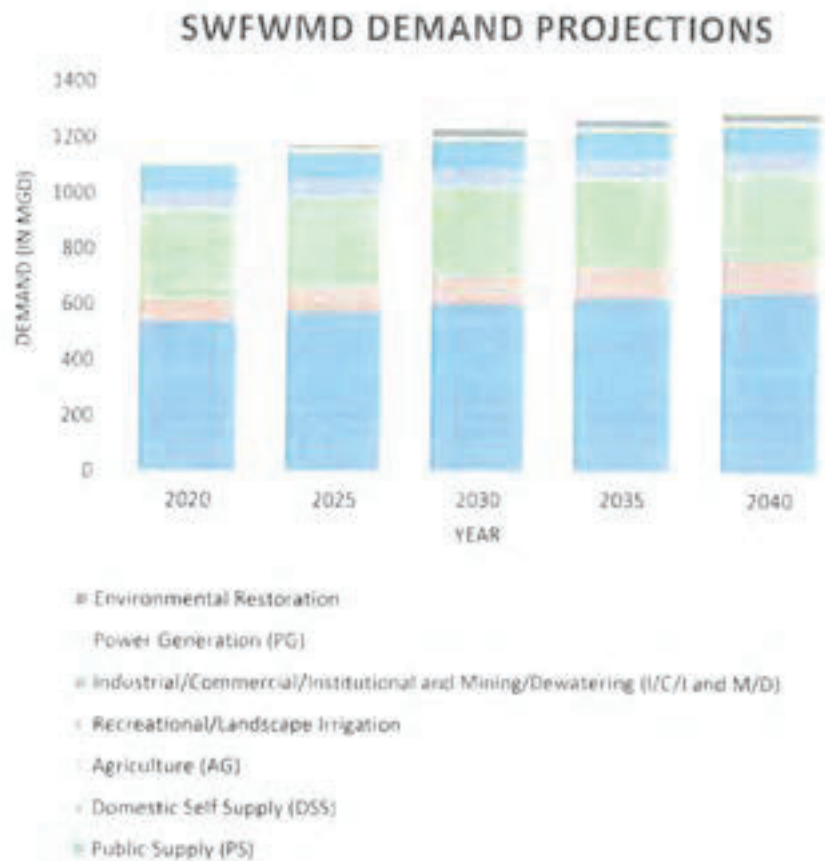 SWFWMD DEMAND PROJECTIONS
1400
1200
1000
800
600
400
200
0
DEMAND (IN MGD)
2020 2025 2030 2035 2040
YEAR
Environmental Restoration
Power Generation (PG)
Industrial/Commercial/Institutional and Mining/Dewatering (I/C/I and M/D)
Recreational/Landscape Irrigation
Agriculture (AG)
Domestic Self Supply (DSS)
Public Supply (PS)